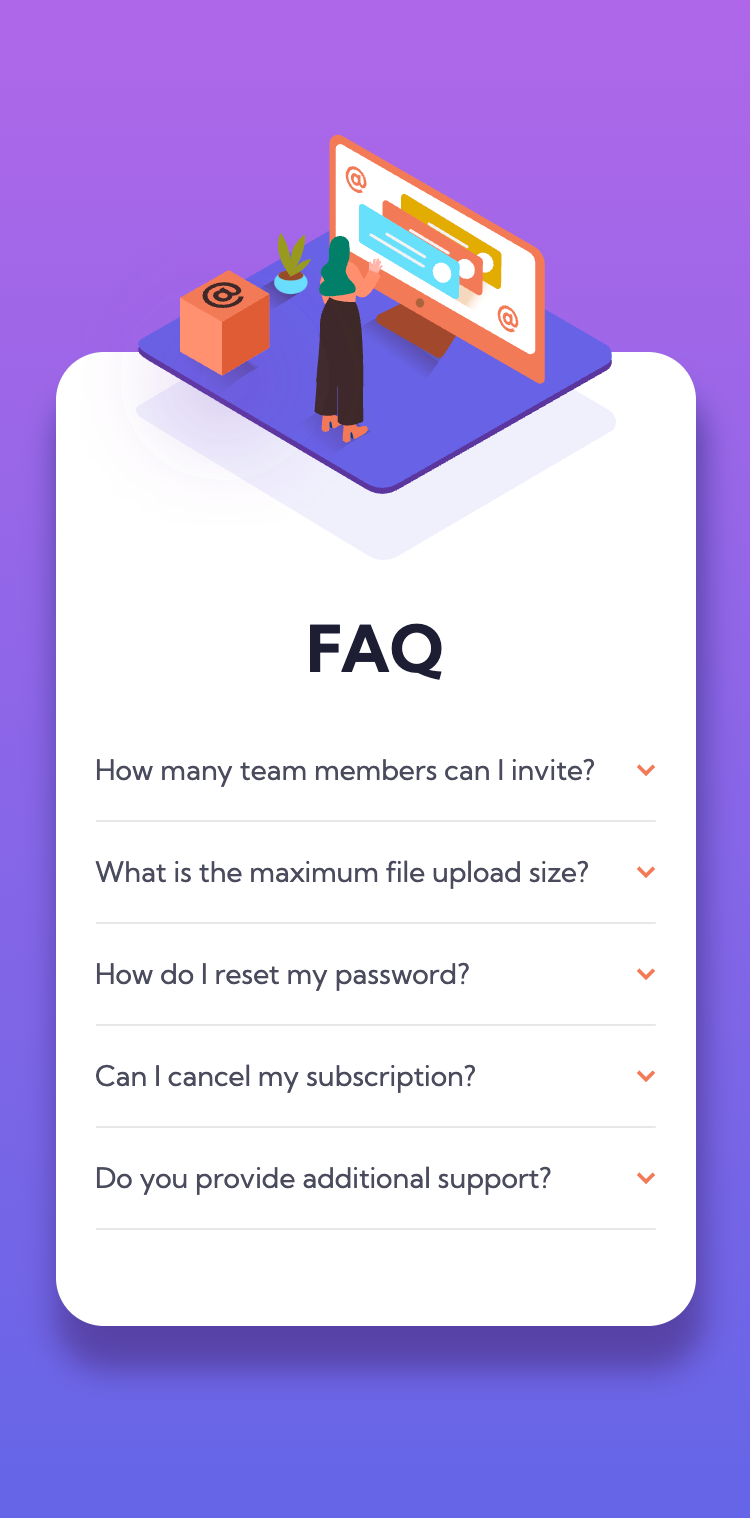 @
@
@
FAQ
How many team members can I invite?
What is the maximum file upload size?
How do I reset my password?
Can I cancel my subscription?
Do you provide additional support?